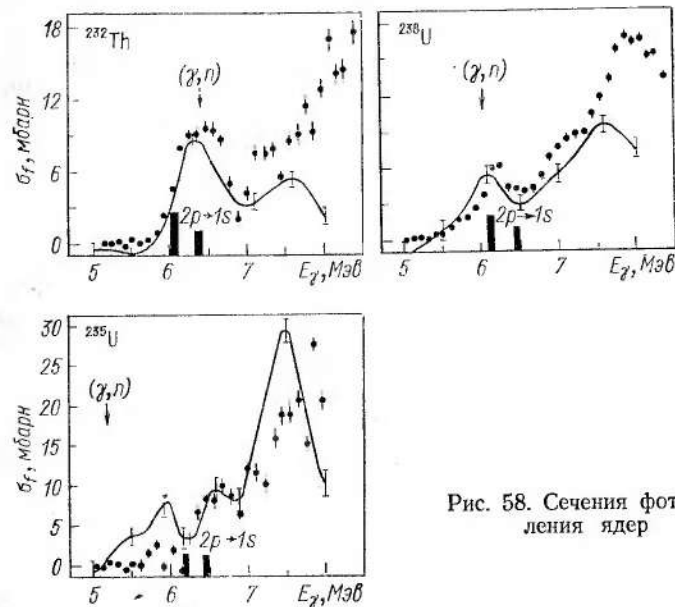 18
12
6
0
σf, мбарн
²³²Th
(γ,n)
2p→1s
5 6 7 Eγ, Мэв
²³⁸U
(γ,n)
2p→1s
5 6 7 Eγ, Мэв
30
25
20
15
10
5
0
σf, мбарн
²³⁵U
(γ,n)
2p→1s
5 6 7 Eγ, Мэв
Рис. 58. Сечения фот
ления ядер